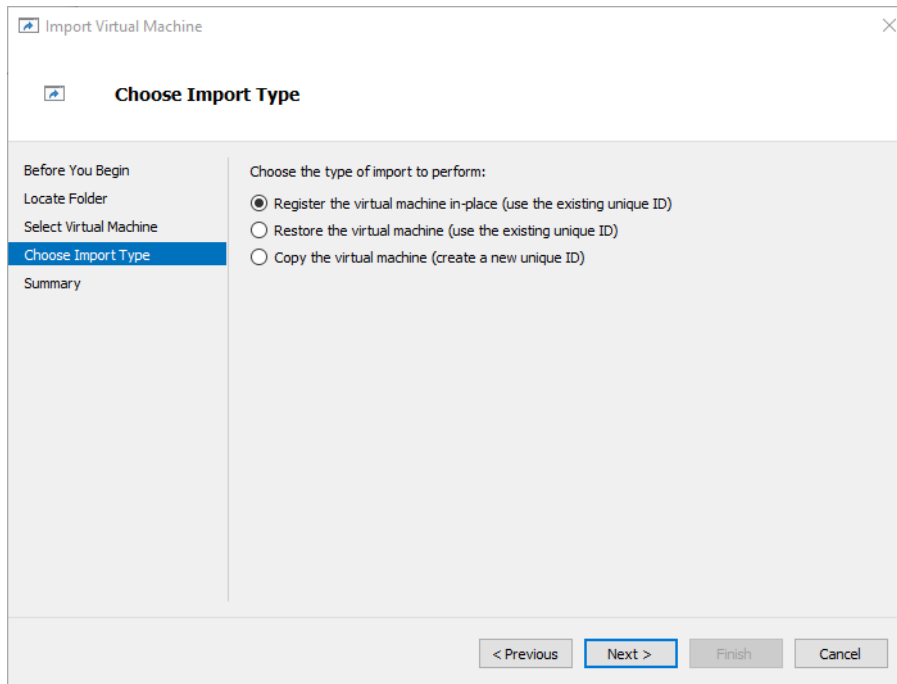 Import Virtual Machine
Choose Import Type
Before You Begin
Locate Folder
Select Virtual Machine
Choose Import Type
Summary
Choose the type of import to perform:
Register the virtual machine in-place (use the existing unique ID)
Restore the virtual machine (use the existing unique ID)
Copy the virtual machine (create a new unique ID)
< Previous
Next >
Finish
Cancel